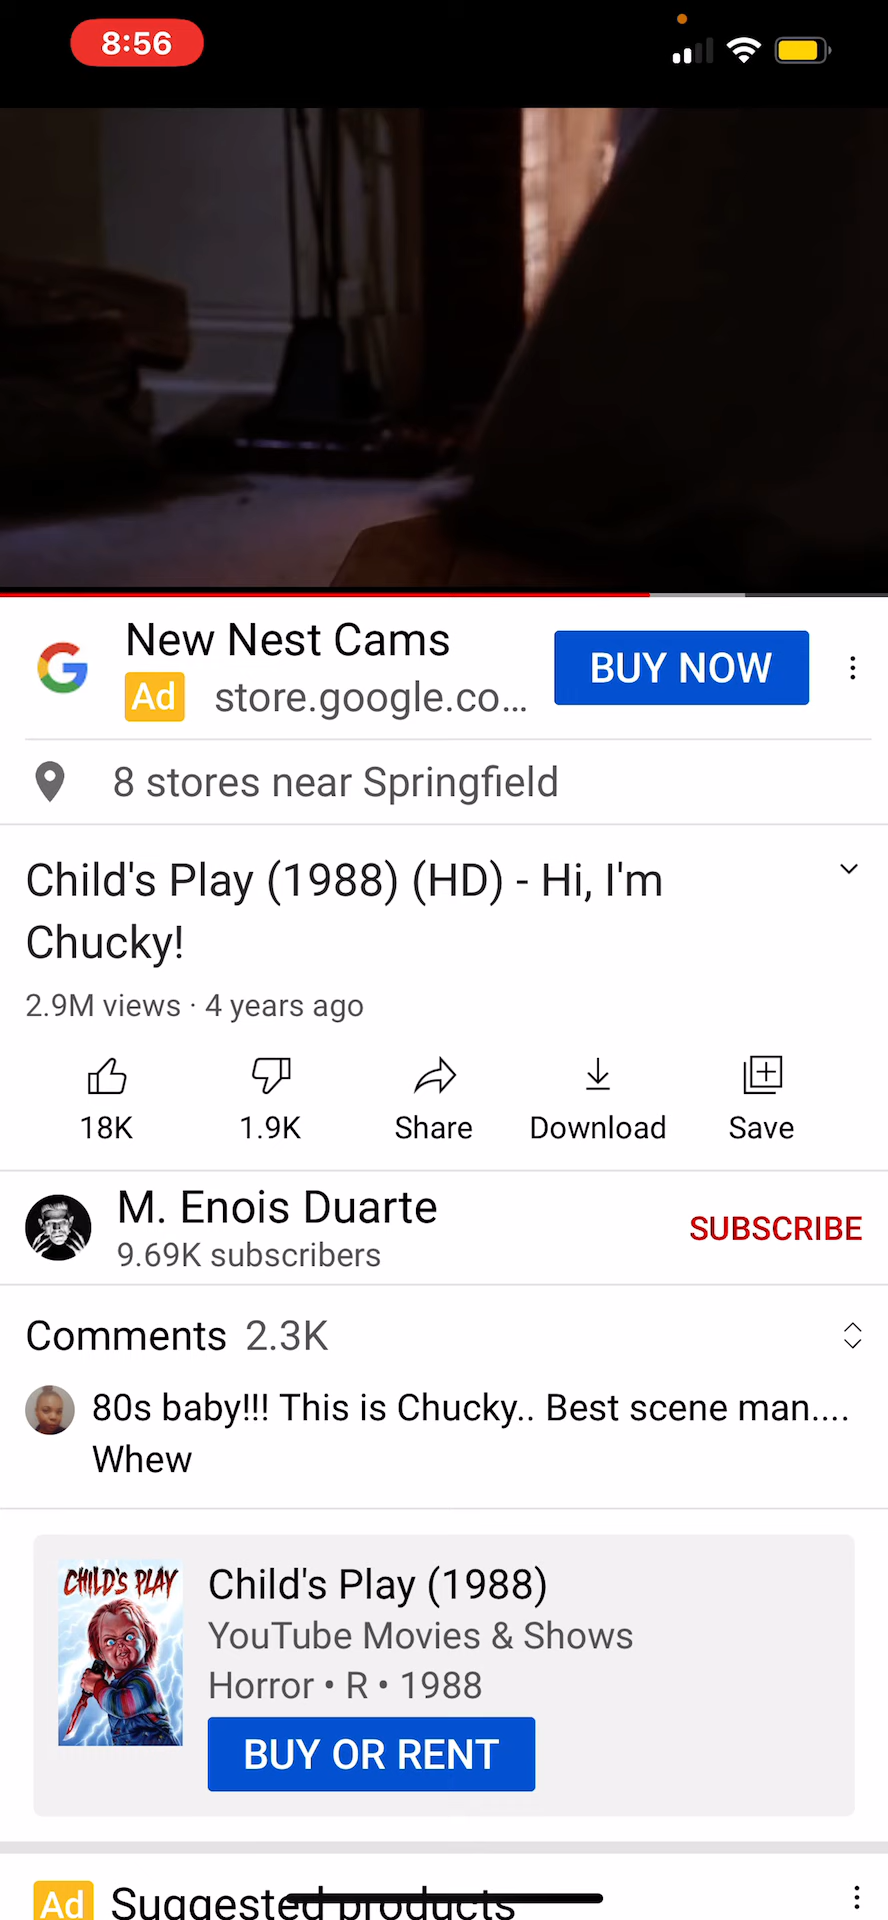 8:56
New Nest Cams
BUY NOW
Ad store.google.co...
8 stores near Springfield
Child's Play (1988) (HD) - Hi, I'm
Chucky!
2.9M views · 4 years ago
18K 1.9K Share Download Save
M. Enois Duarte
9.69K subscribers
SUBSCRIBE
Comments 2.3K
80s baby!!! This is Chucky.. Best scene man....
Whew
CHILD'S PLAY
Child's Play (1988)
YouTube Movies & Shows
Horror • R • 1988
BUY OR RENT
Ad Suggested products